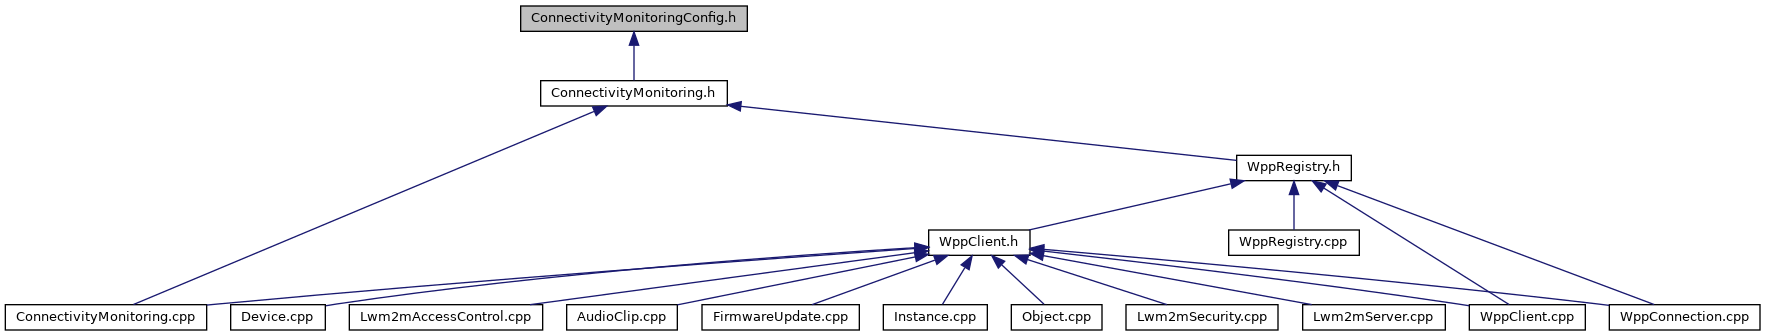 ConnectivityMonitoringConfig.h
ConnectivityMonitoring.h
WppRegistry.h
WppClient.h
WppRegistry.cpp
ConnectivityMonitoring.cpp
Device.cpp
Lwm2mAccessControl.cpp
AudioClip.cpp
FirmwareUpdate.cpp
Instance.cpp
Object.cpp
Lwm2mSecurity.cpp
Lwm2mServer.cpp
WppClient.cpp
WppConnection.cpp